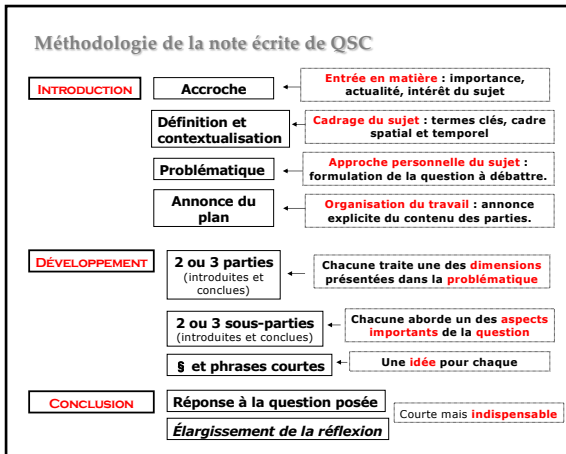 Méthodologie de la note écrite de QSC
INTRODUCTION
Accroche
Entrée en matière : importance,
actualité, intérêt du sujet
Définition et
contextualisation
Cadrage du sujet : termes clés, cadre
spatial et temporel
Problématique
Approche personnelle du sujet :
formulation de la question à débattre.
Annonce du
plan
Organisation du travail : annonce
explicite du contenu des parties.
DÉVELOPPEMENT
2 ou 3 parties
(introduites et
conclues)
Chacune traite une des dimensions
présentées dans la problématique
2 ou 3 sous-parties
(introduites et conclues)
Chacune aborde un des aspects
importants de la question
§ et phrases courtes
Une idée pour chaque
CONCLUSION
Réponse à la question posée
Élargissement de la réflexion
Courte mais indispensable